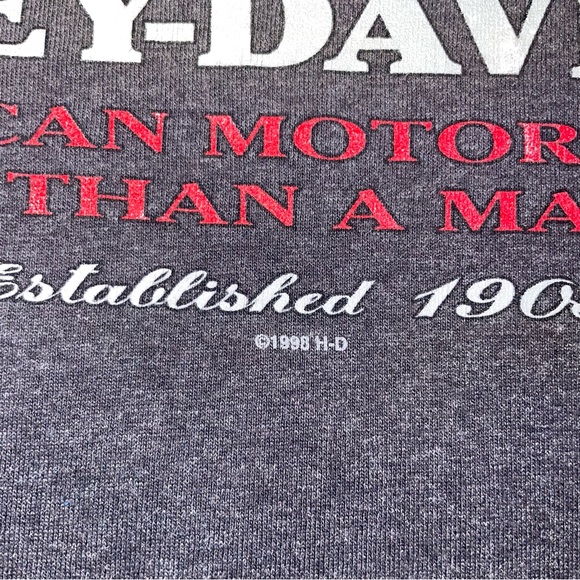 EY-DAV
CAN MOTOR
THAN A MA
Established 190
©1998 H-D